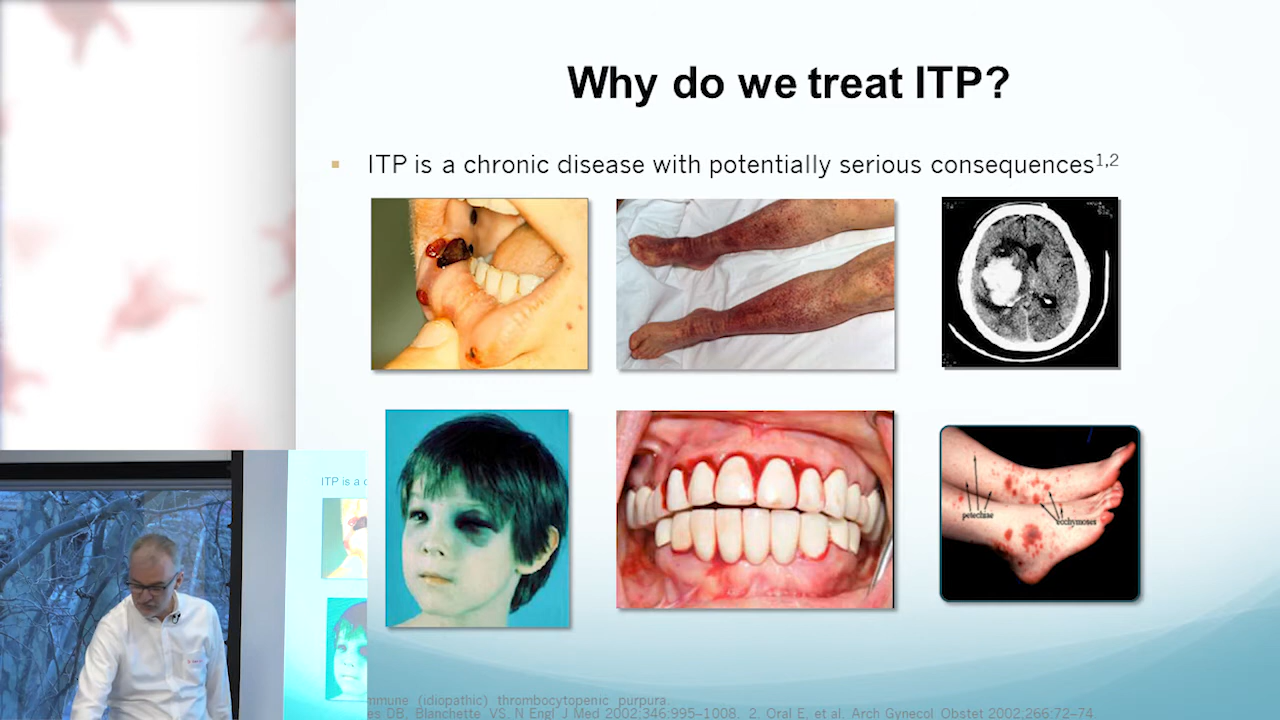 Why do we treat ITP?
▪ ITP is a chronic disease with potentially serious consequences1,2
petechiae
ecchymoses
ITP is a c
mmune (idiopathic) thrombocytopenic purpura.
es DB, Blanchette VS. N Engl J Med 2002;346:995–1008. 2. Oral E, et al. Arch Gynecol Obstet 2002;266:72–74.